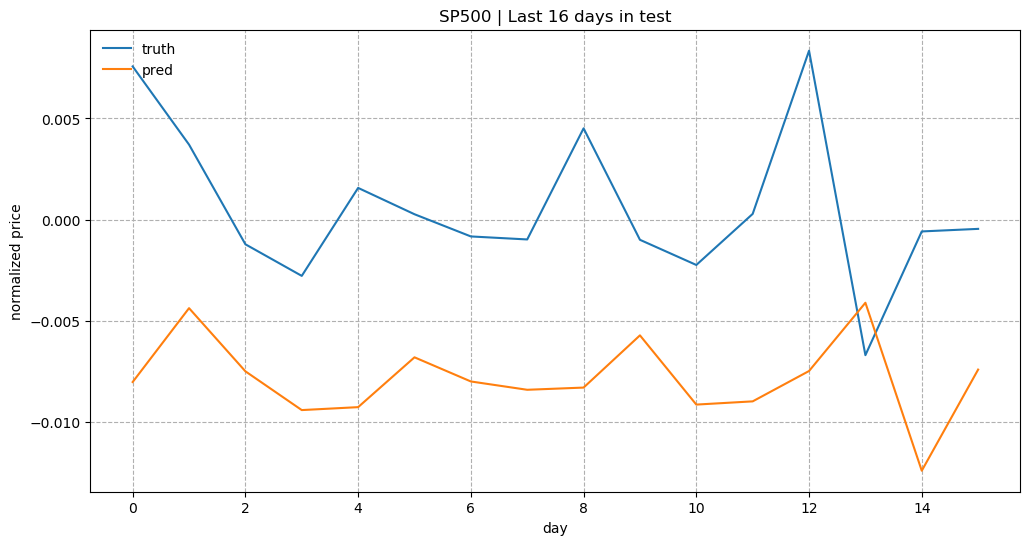 SP500 | Last 16 days in test
truth
pred
0.005
0.000
−0.005
−0.010
normalized price
0 2 4 6 8 10 12 14
day